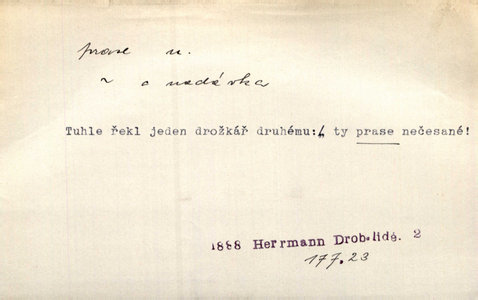 prase n.
~ o nadávka
Tuhle řekl jeden drožkář druhému: ty prase nečesané!
1888 Herrmann Drob.lidé. 2
177.23